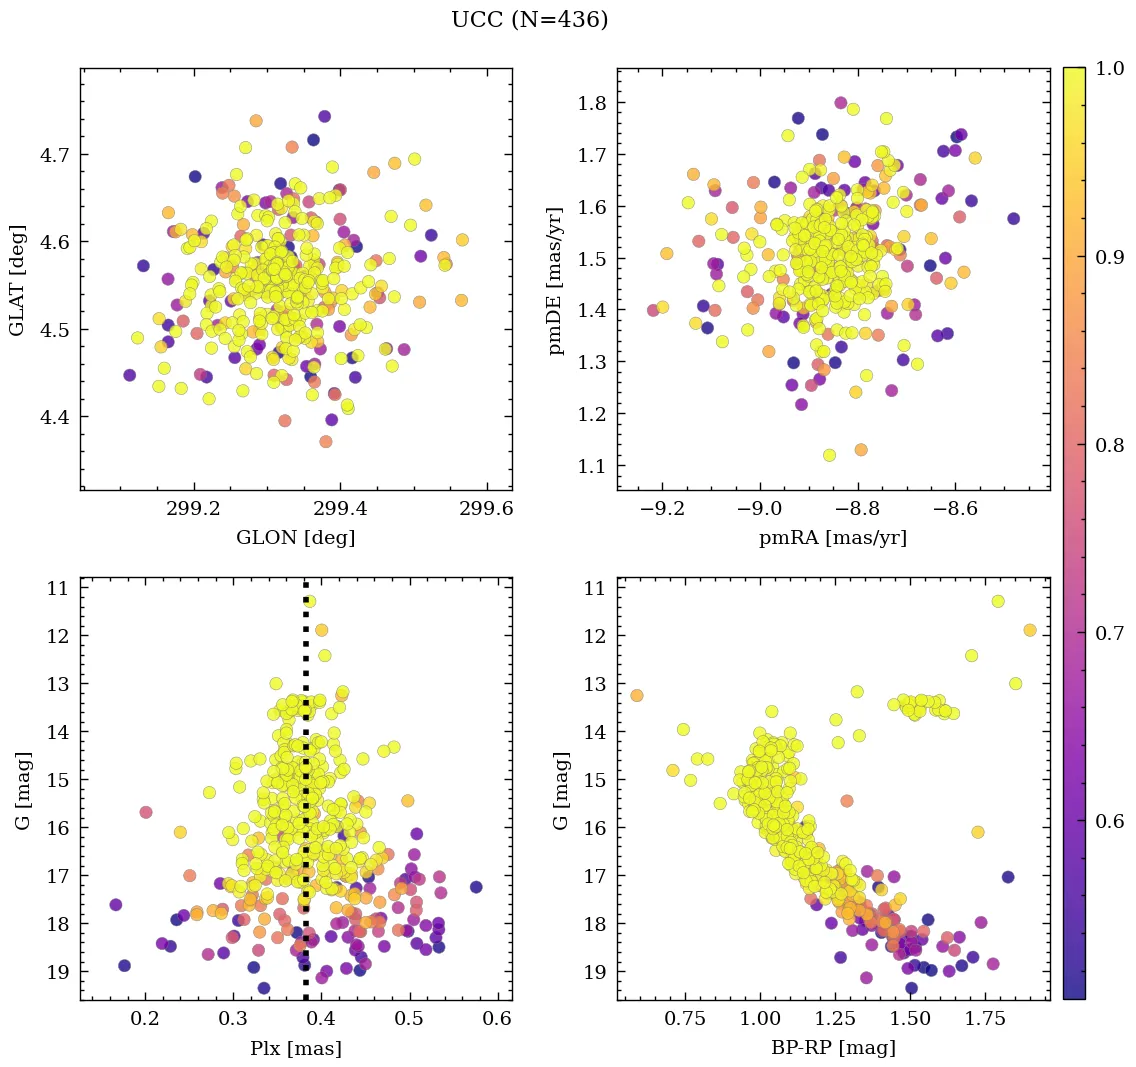 UCC (N=436)
4.7
4.6
4.5
4.4
GLAT [deg]
299.2 299.4 299.6
GLON [deg]
1.8
1.7
1.6
1.5
1.4
1.3
1.2
1.1
pmDE [mas/yr]
−9.2 −9.0 −8.8 −8.6
pmRA [mas/yr]
1.0
0.9
0.8
0.7
0.6
11
12
13
14
15
16
17
18
19
G [mag]
0.2 0.3 0.4 0.5 0.6
Plx [mas]
11
12
13
14
15
16
17
18
19
G [mag]
0.75 1.00 1.25 1.50 1.75
BP-RP [mag]